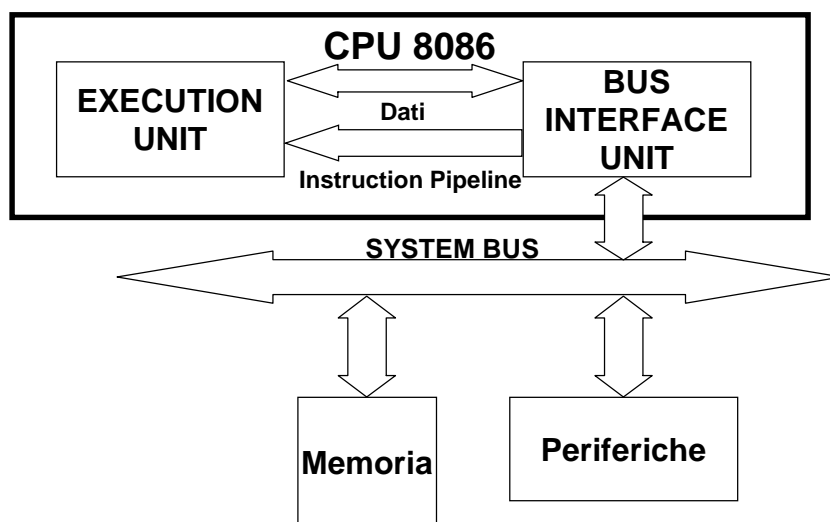 CPU 8086
EXECUTION
UNIT
Dati
Instruction Pipeline
BUS
INTERFACE
UNIT
SYSTEM BUS
Memoria
Periferiche